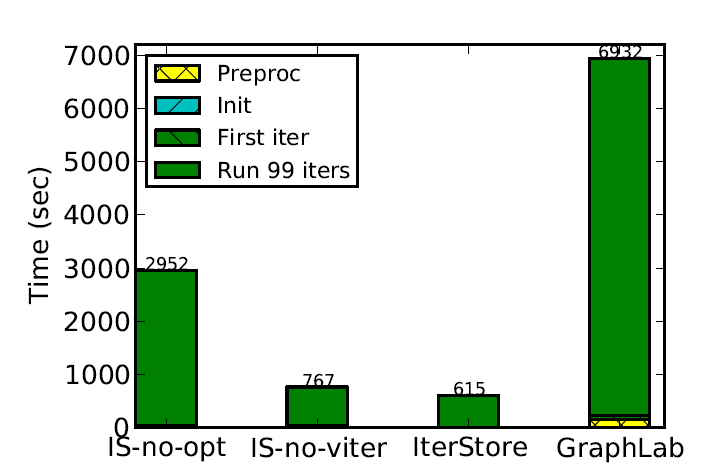 7000
6000
5000
4000
3000
2000
1000
0
Time (sec)
Preproc
Init
First iter
Run 99 iters
2952
767
615
6932
IS-no-opt
IS-no-viter
IterStore
GraphLab